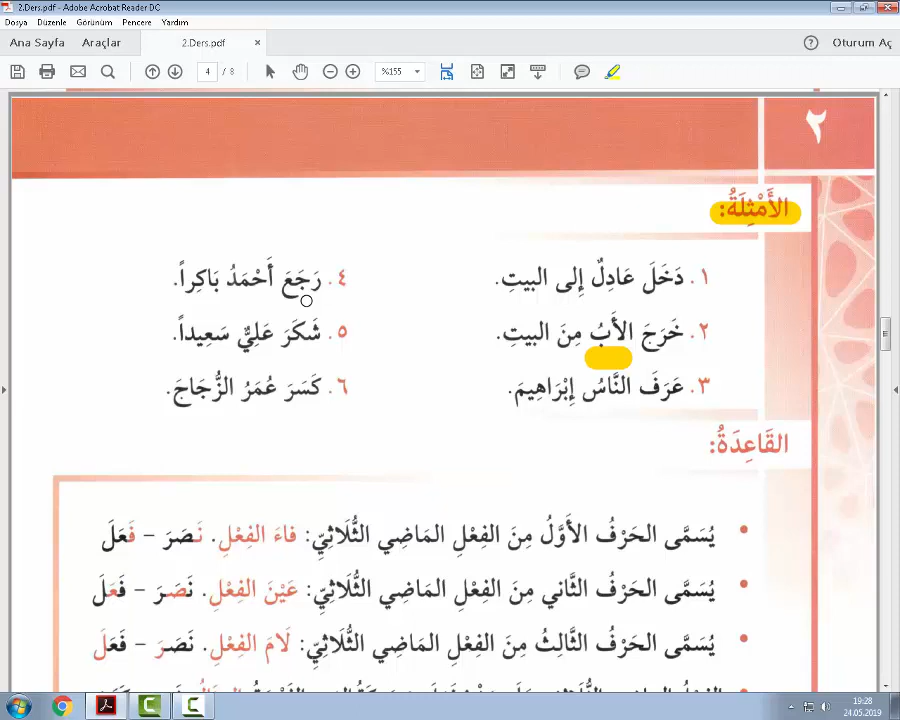 2.Ders.pdf - Adobe Acrobat Reader DC
Dosya Düzenle Görünüm Pencere Yardım
Ana Sayfa Araçlar 2.Ders.pdf × Oturum Aç
4 / 8 %155
٢
الأَمْثِلَةُ:
١. دَخَلَ عَادِلٌ إِلى البيتِ.
٢. خَرَجَ الأَبُ مِنَ البيتِ.
٣. عَرَفَ النَّاسُ إِبْرَاهِيمَ.
٤. رَجَعَ أَحْمَدُ بَاكِراً.
٥. شَكَرَ عَلِيٌّ سَعِيداً.
٦. كَسَرَ عُمَرُ الزُّجَاجَ.
القَاعِدَةُ:
• يُسَمَّى الحَرْفُ الأَوَّلُ مِنَ الفِعْلِ المَاضِي الثُّلَاثِيِّ: فاءَ الفِعْلِ. نَصَرَ – فَعَلَ
• يُسَمَّى الحَرْفُ الثَّاني مِنَ الفِعْلِ المَاضِي الثُّلَاثِيِّ: عَيْنَ الفِعْلِ. نَصَرَ – فَعَلَ
• يُسَمَّى الحَرْفُ الثَّالِثُ مِنَ الفِعْلِ المَاضِي الثُّلَاثِيِّ: لَامَ الفِعْلِ. نَصَرَ – فَعَلَ
19:28
24.05.2019